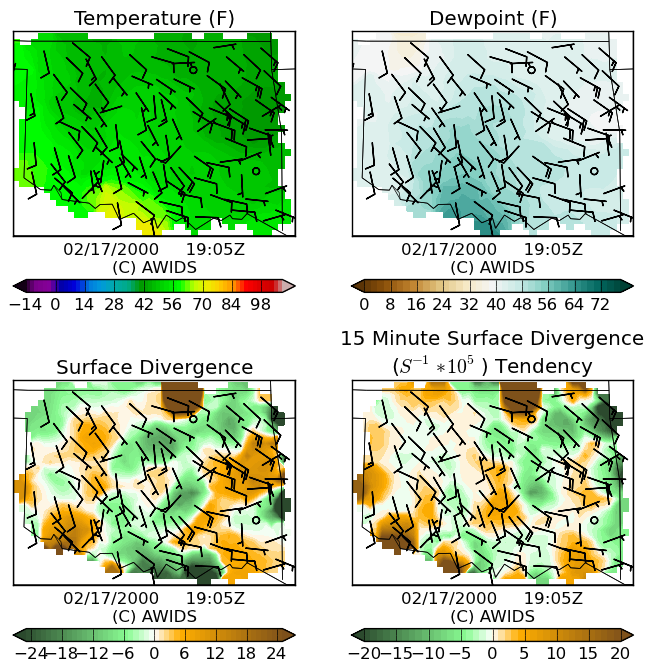 Temperature (F)
Dewpoint (F)
02/17/2000 19:05Z
(C) AWIDS
02/17/2000 19:05Z
(C) AWIDS
−14 0 14 28 42 56 70 84 98
0 8 16 24 32 40 48 56 64 72
Surface Divergence
15 Minute Surface Divergence
(S⁻¹ *10⁵ ) Tendency
02/17/2000 19:05Z
(C) AWIDS
02/17/2000 19:05Z
(C) AWIDS
−24 −18 −12 −6 0 6 12 18 24
−20 −15 −10 −5 0 5 10 15 20